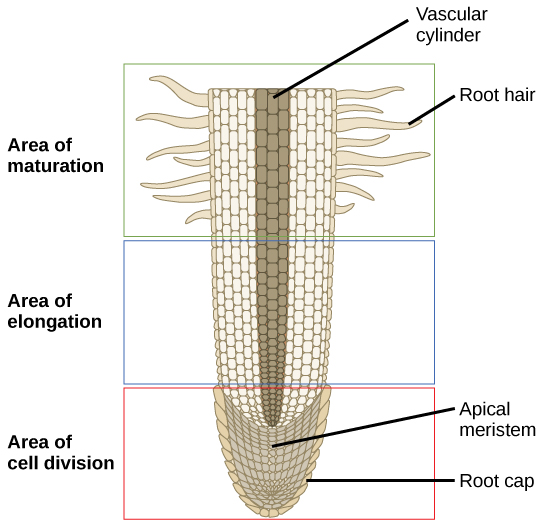 Vascular
cylinder
Root hair
Area of
maturation
Area of
elongation
Apical
meristem
Area of
cell division
Root cap